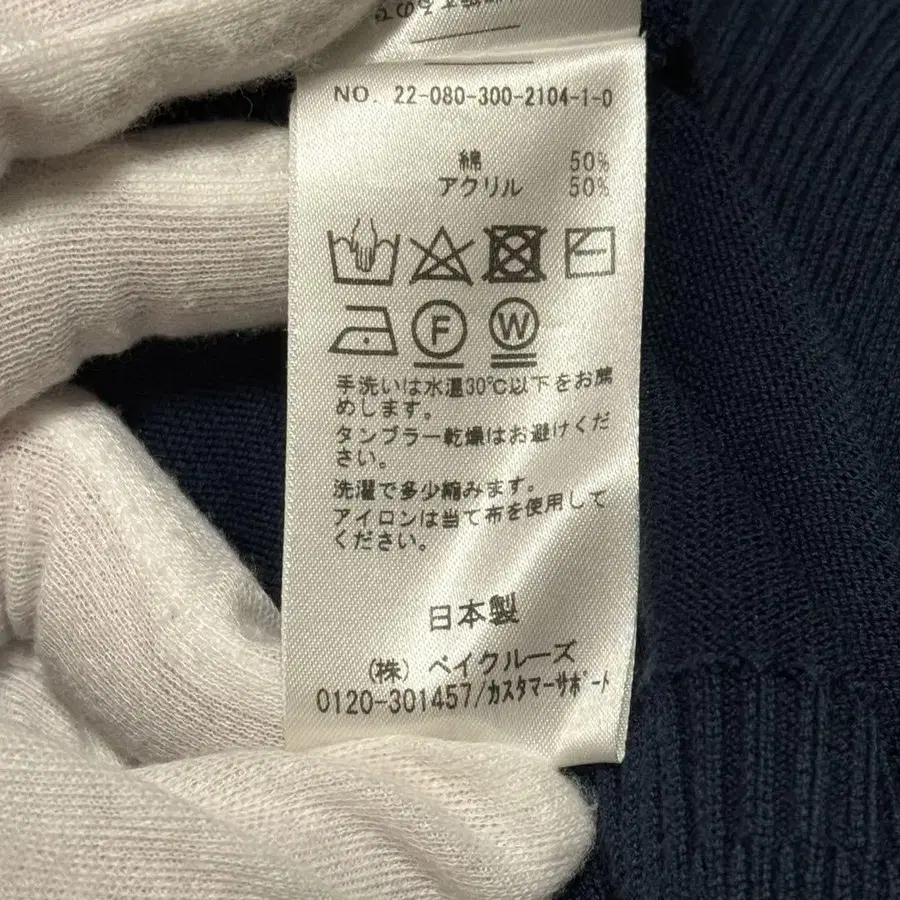 NO. 22-080-300-2104-1-0
綿 50%
アクリル 50%
F W
手洗いは水温30℃以下をお薦
めします。
タンブラー乾燥はお避けくだ
さい。
洗濯で多少縮みます。
アイロンは当て布を使用して
ください。
日本製
(株) ベイクルーズ
0120-301457/カスタマーサポート